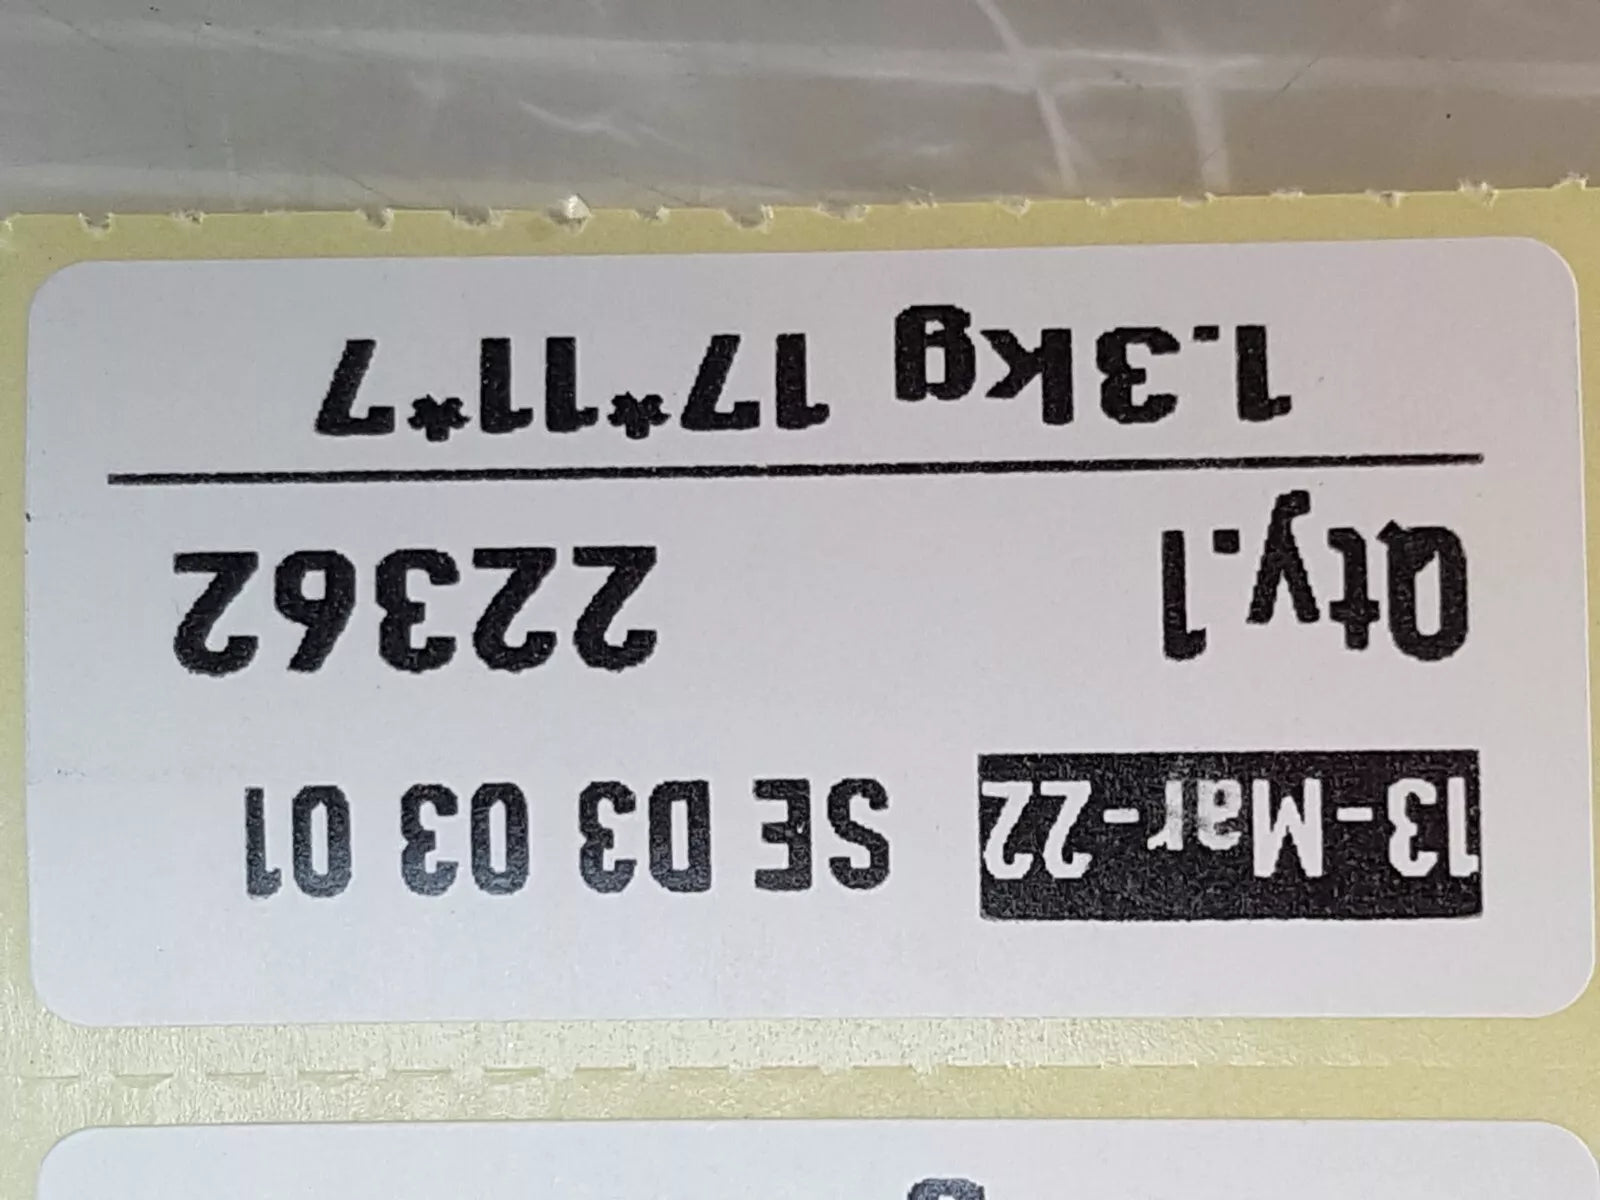 13-Mar-22 SE D3 03 01
Qty.1 22362
1.3kg 17*11*7